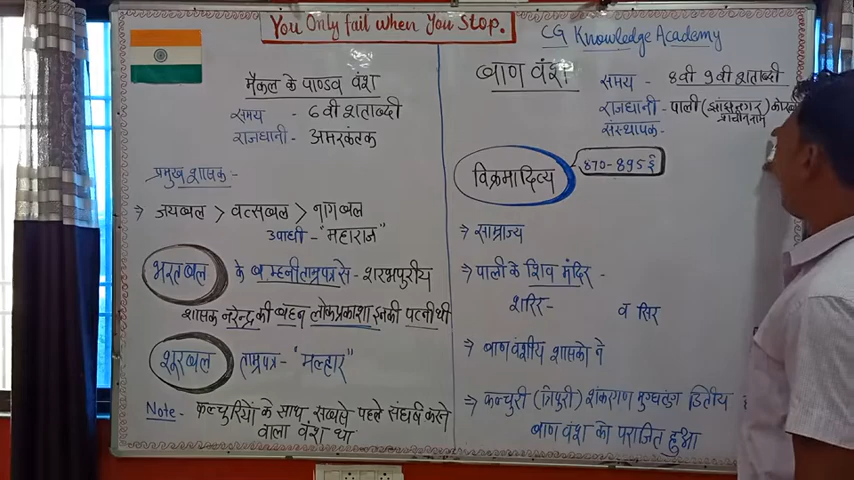 You Only fail when You Stop.
CG Knowledge Academy
मैकल के पाण्डव वंश
समय - 6वी शताब्दी
राजधानी - अमरकंटक
प्रमुख शासक:-
⇒ जयबल > वत्सबल > नागबल
उपाधी - "महाराज"
भरतबल के बम्हनी ताम्रपत्र से - शरभपुरीय
शासक नरेन्द्र की बहन लोकप्रकाशा इनकी पत्नी थी
शूरबल ताम्रपत्र - "मल्हार"
Note - कल्चुरियों के साथ सबसे पहले संघर्ष करने
वाला वंश था
बाण वंश
समय - 8वी 9वी शताब्दी
राजधानी - पाली
प्राचीन नाम
संस्थापक-
विक्रमादित्य 870-895ई
⇒ साम्राज्य
⇒ पाली के शिव मंदिर -
शरिर- व सिर
⇒ बाण वंशीय शासको ने
⇒ कल्चुरी (त्रिपुरी) शंकरगण मुग्धतुंग द्वितीय
बाण वंश को पराजित हुआ